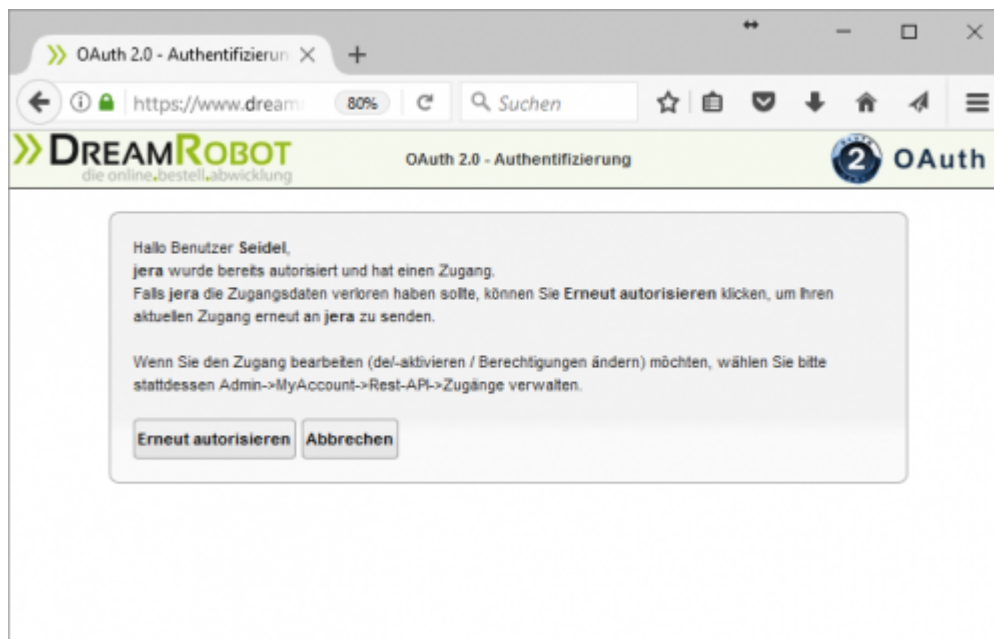 OAuth 2.0 - Authentifizierun
https://www.dream
80%
Suchen
DREAMROBOT
die online.bestell.abwicklung
OAuth 2.0 - Authentifizierung
2
OAuth
Hallo Benutzer Seidel,
jera wurde bereits autorisiert und hat einen Zugang.
Falls jera die Zugangsdaten verloren haben sollte, können Sie Erneut autorisieren klicken, um Ihren
aktuellen Zugang erneut an jera zu senden.
Wenn Sie den Zugang bearbeiten (de/-aktivieren / Berechtigungen ändern) möchten, wählen Sie bitte
stattdessen Admin->MyAccount->Rest-API->Zugänge verwalten.
Erneut autorisieren
Abbrechen